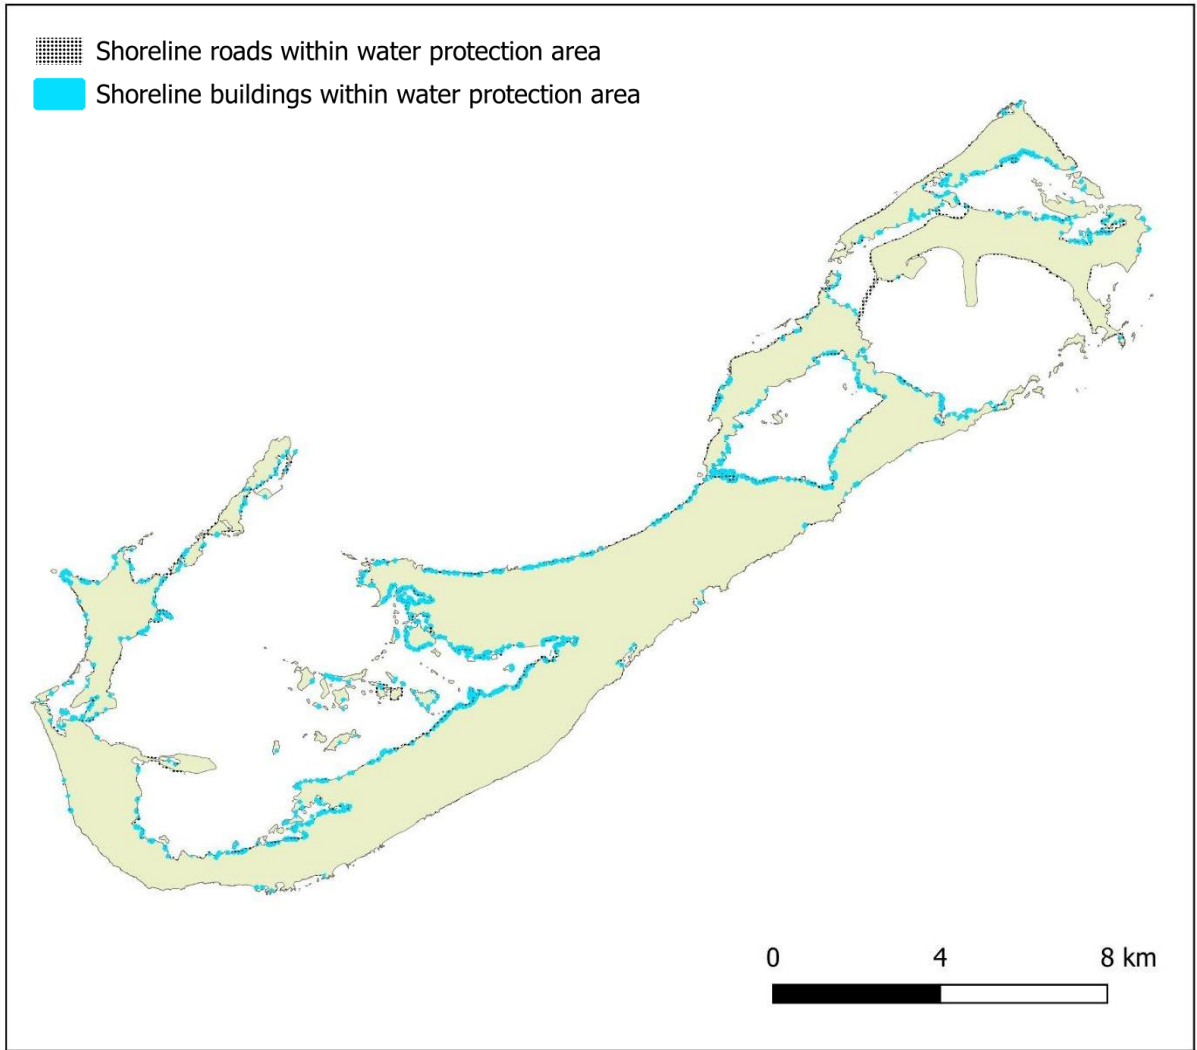 Shoreline roads within water protection area
Shoreline buildings within water protection area
0 4 8 km